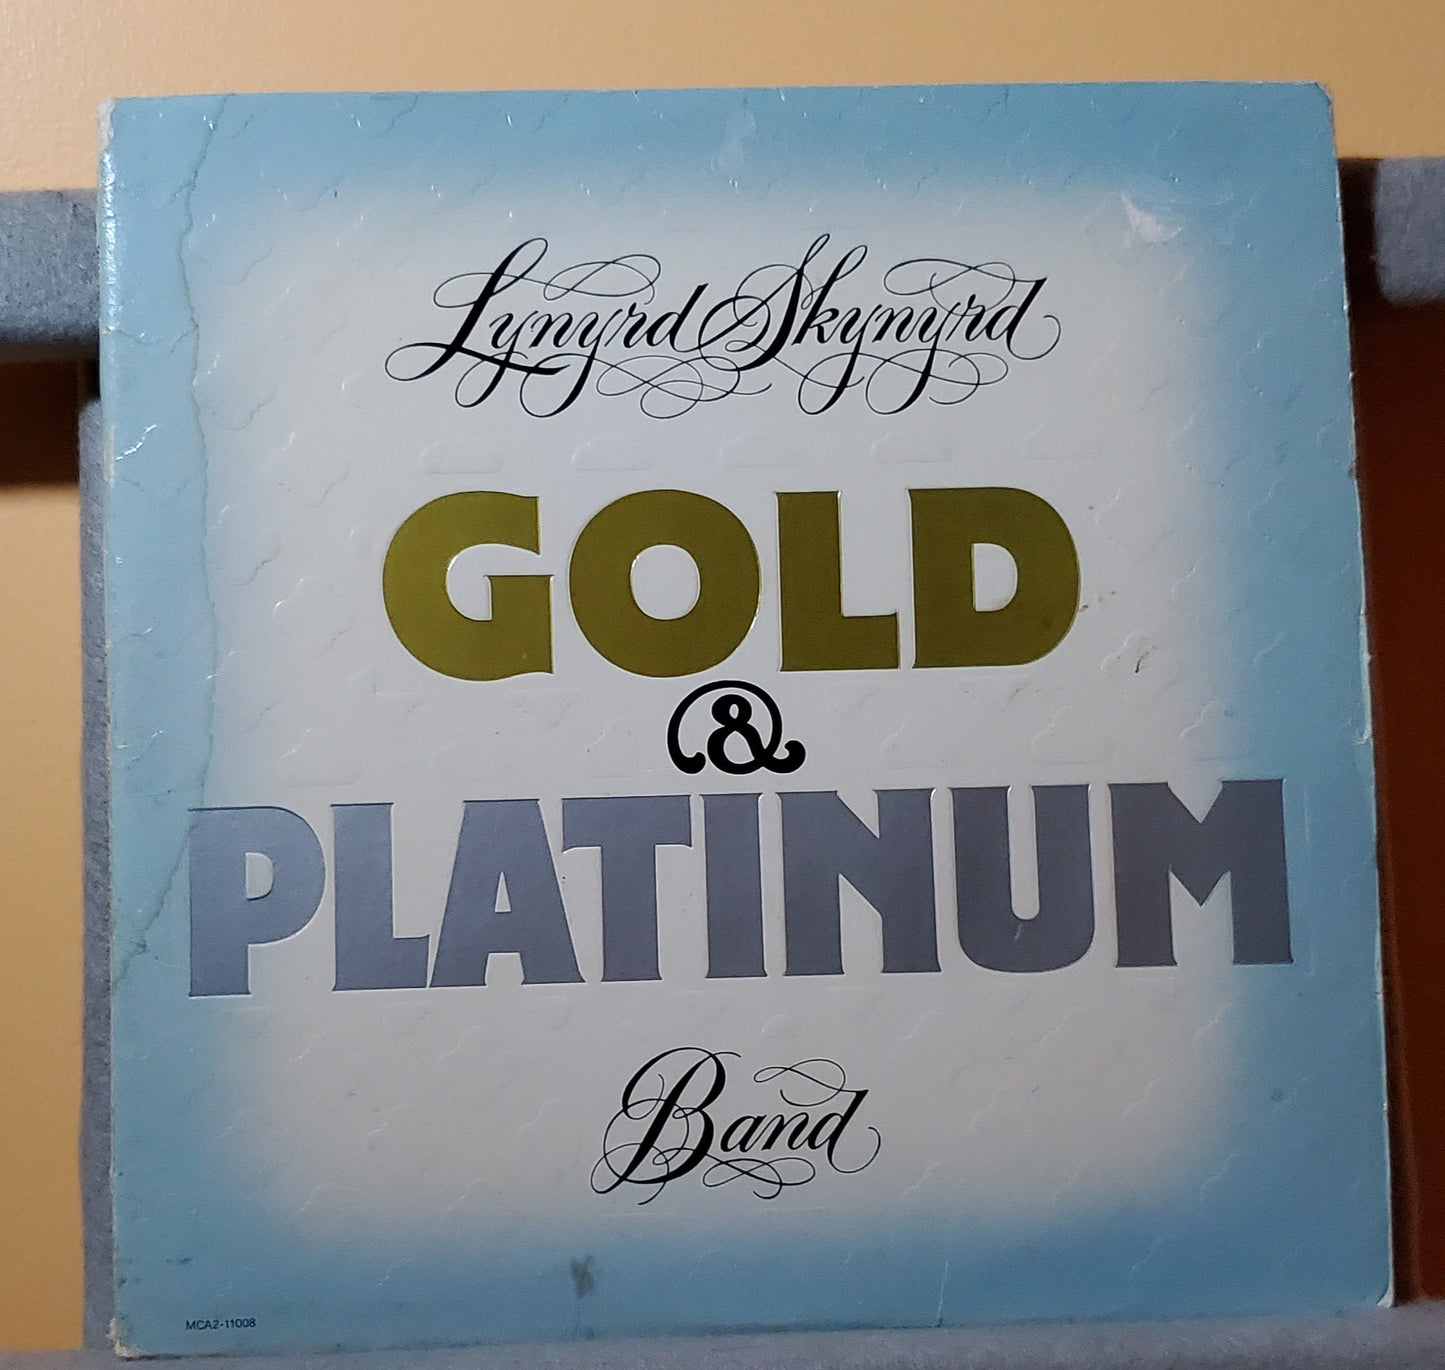 Lynyrd Skynyrd
GOLD
&
PLATINUM
Band
MCA2-11008